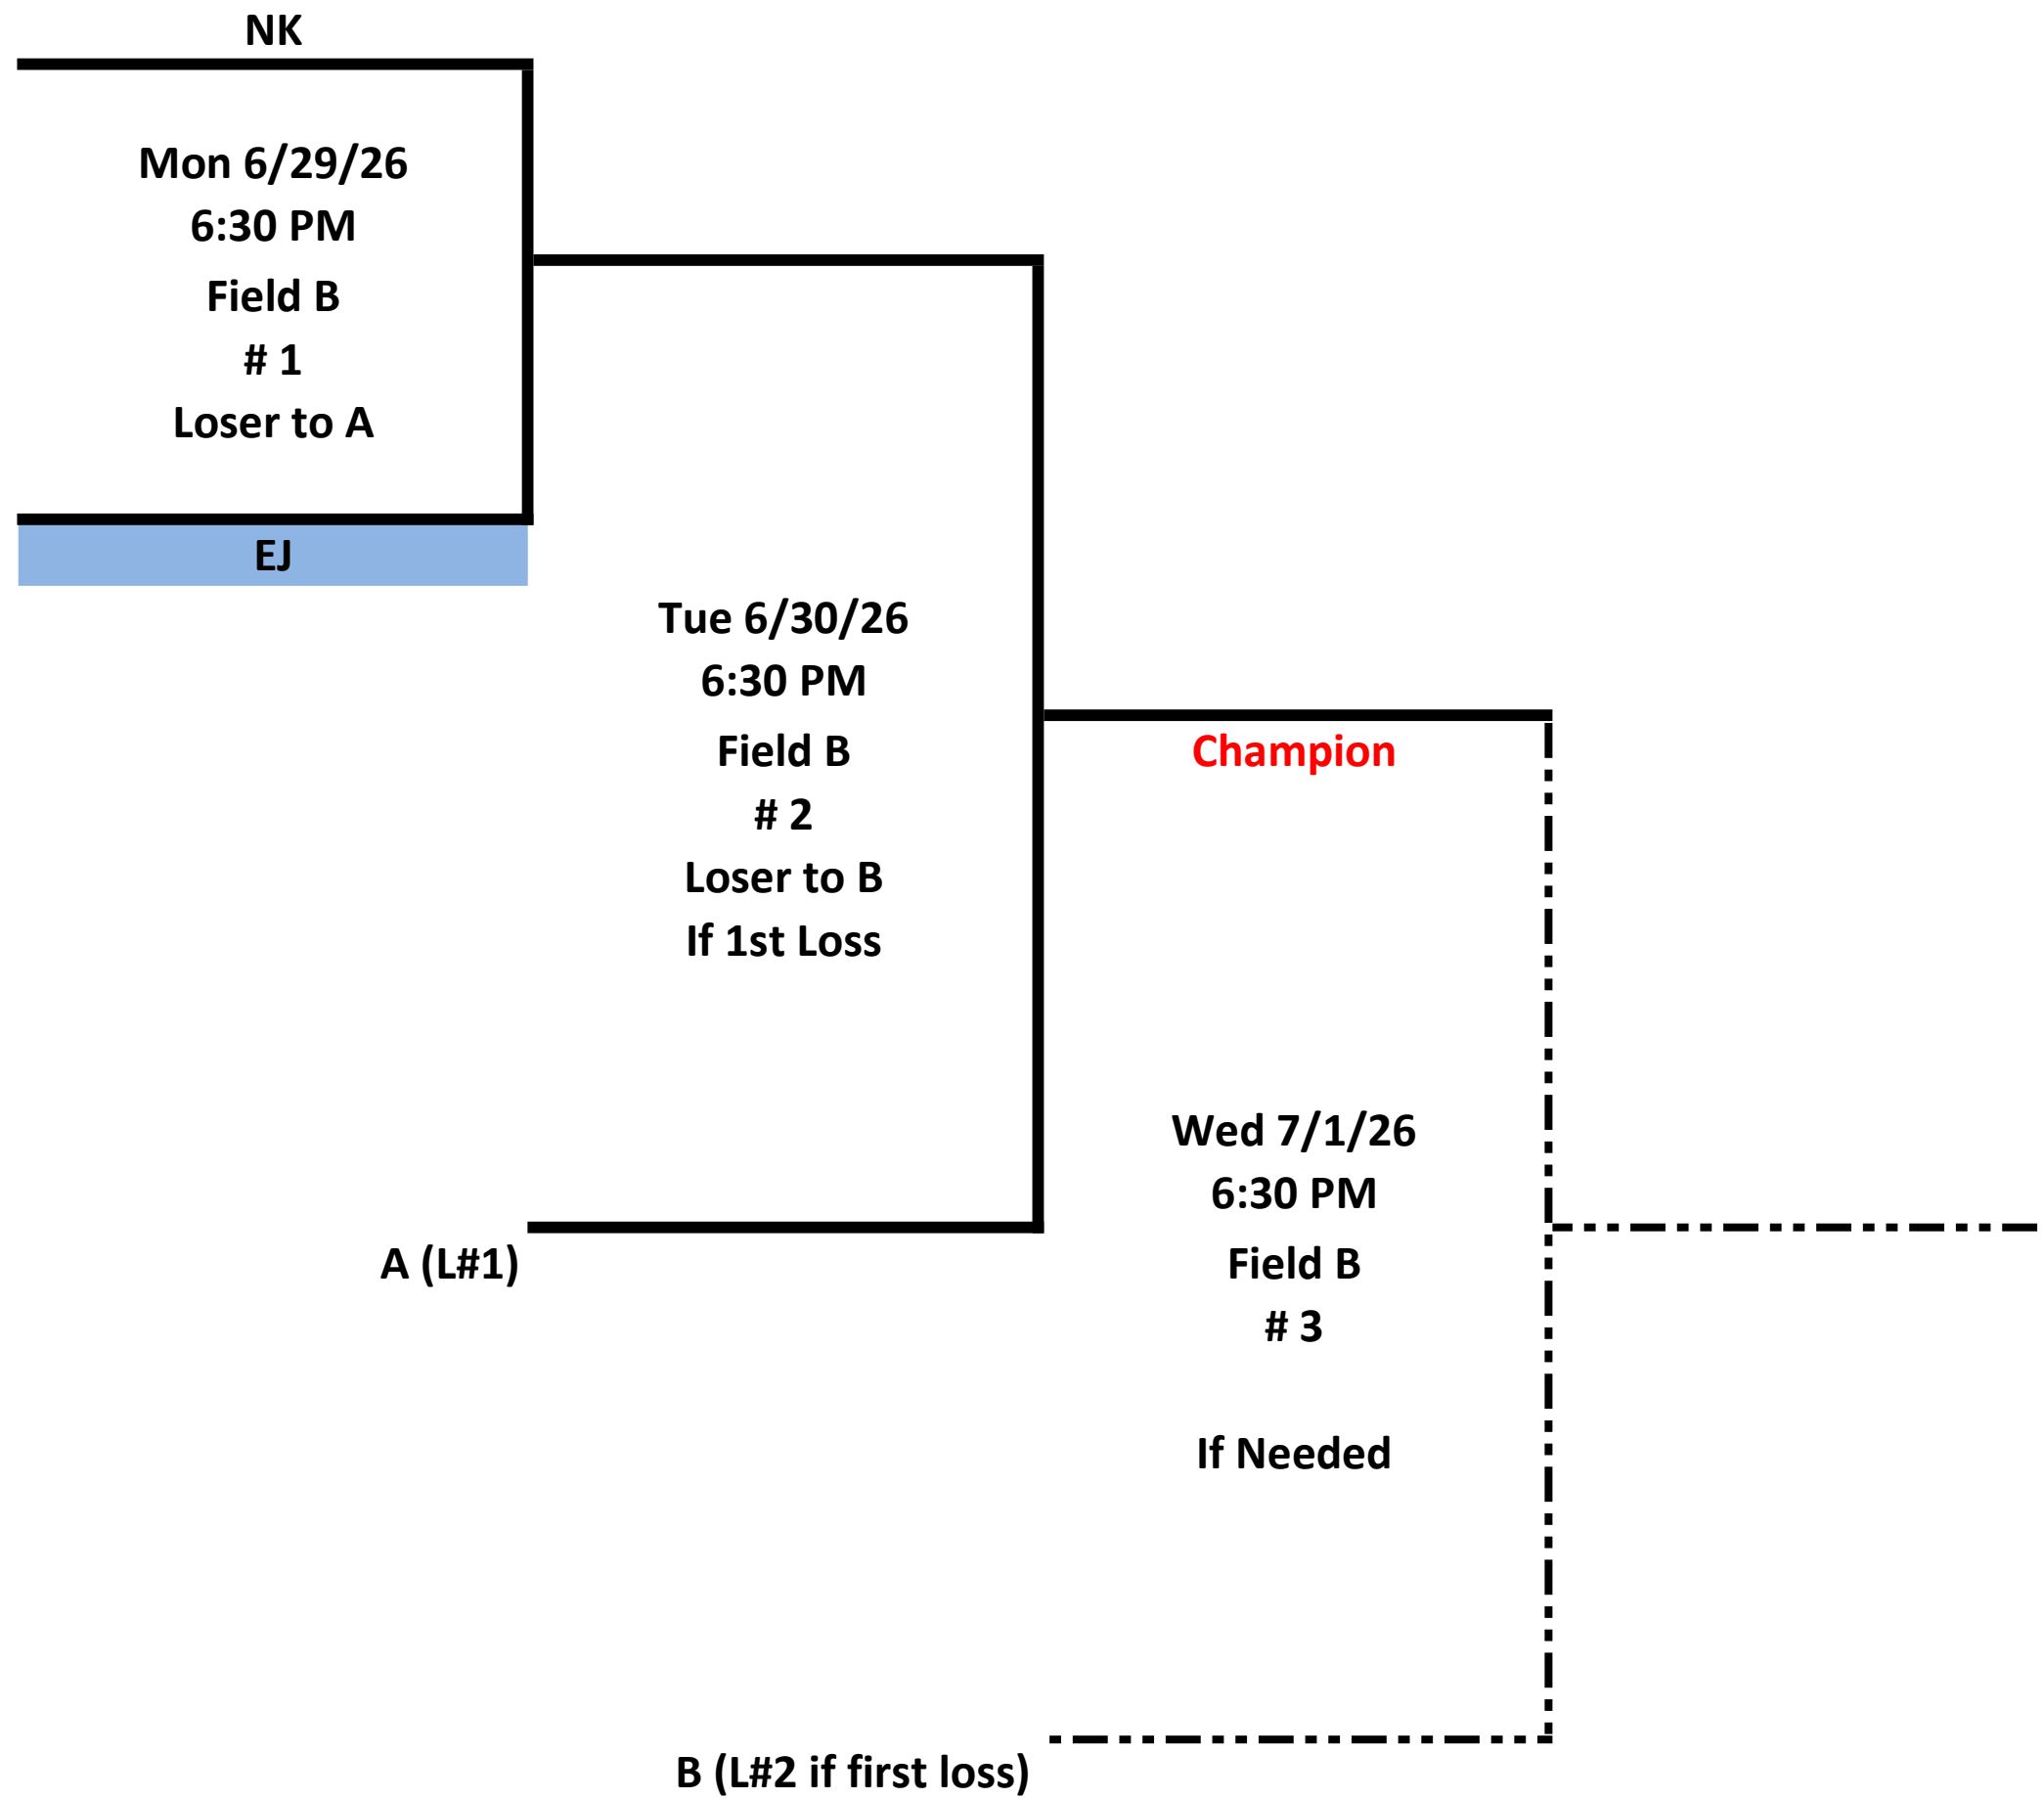 NK
Mon 6/29/26
6:30 PM
Field B
# 1
Loser to A
EJ
Tue 6/30/26
6:30 PM
Field B
# 2
Loser to B
If 1st Loss
Champion
Wed 7/1/26
6:30 PM
Field B
# 3
If Needed
A (L#1)
B (L#2 if first loss)